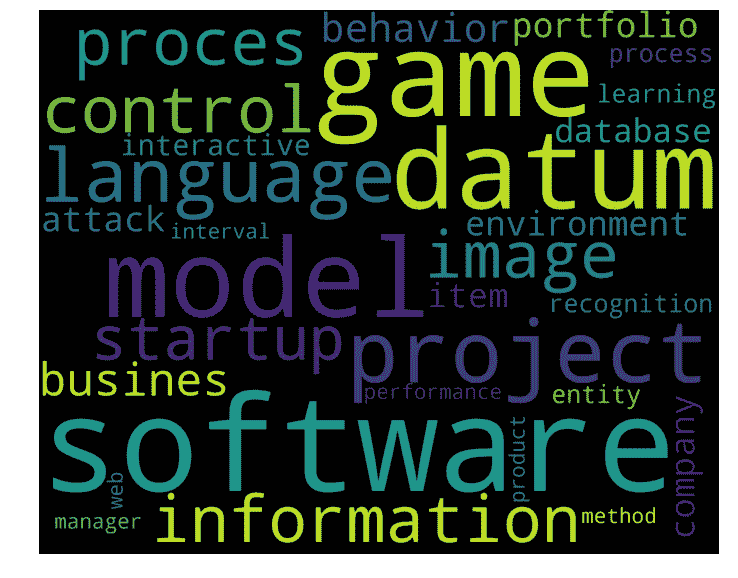 behavior
portfolio
proces
game
process
learning
control
database
interactive
language
datum
attack
interval
environment
image
model
item
recognition
startup
project
busines
performance
entity
software
product
company
web
information
manager
method